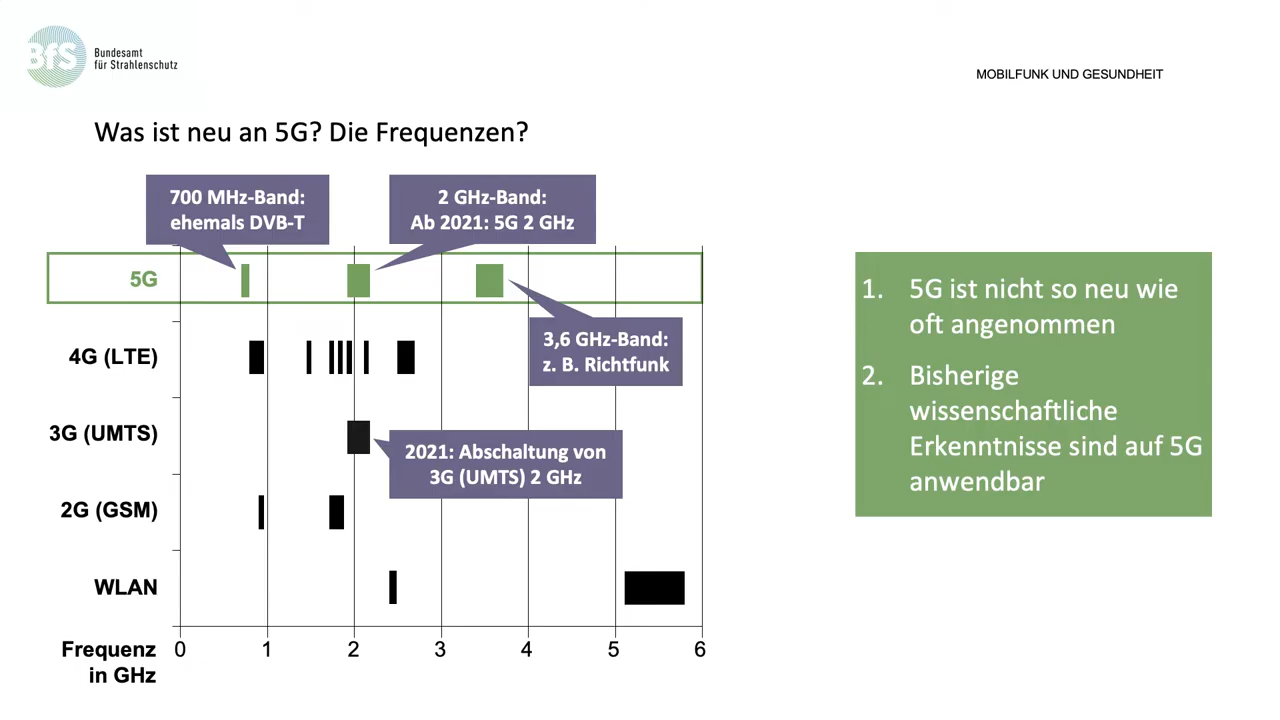 BfS
Bundesamt
für Strahlenschutz
MOBILFUNK UND GESUNDHEIT
Was ist neu an 5G? Die Frequenzen?
700 MHz-Band:
ehemals DVB-T
2 GHz-Band:
Ab 2021: 5G 2 GHz
5G
3,6 GHz-Band:
z. B. Richtfunk
4G (LTE)
3G (UMTS)
2021: Abschaltung von
3G (UMTS) 2 GHz
2G (GSM)
WLAN
Frequenz
in GHz
0 1 2 3 4 5 6
1. 5G ist nicht so neu wie
oft angenommen
2. Bisherige
wissenschaftliche
Erkenntnisse sind auf 5G
anwendbar